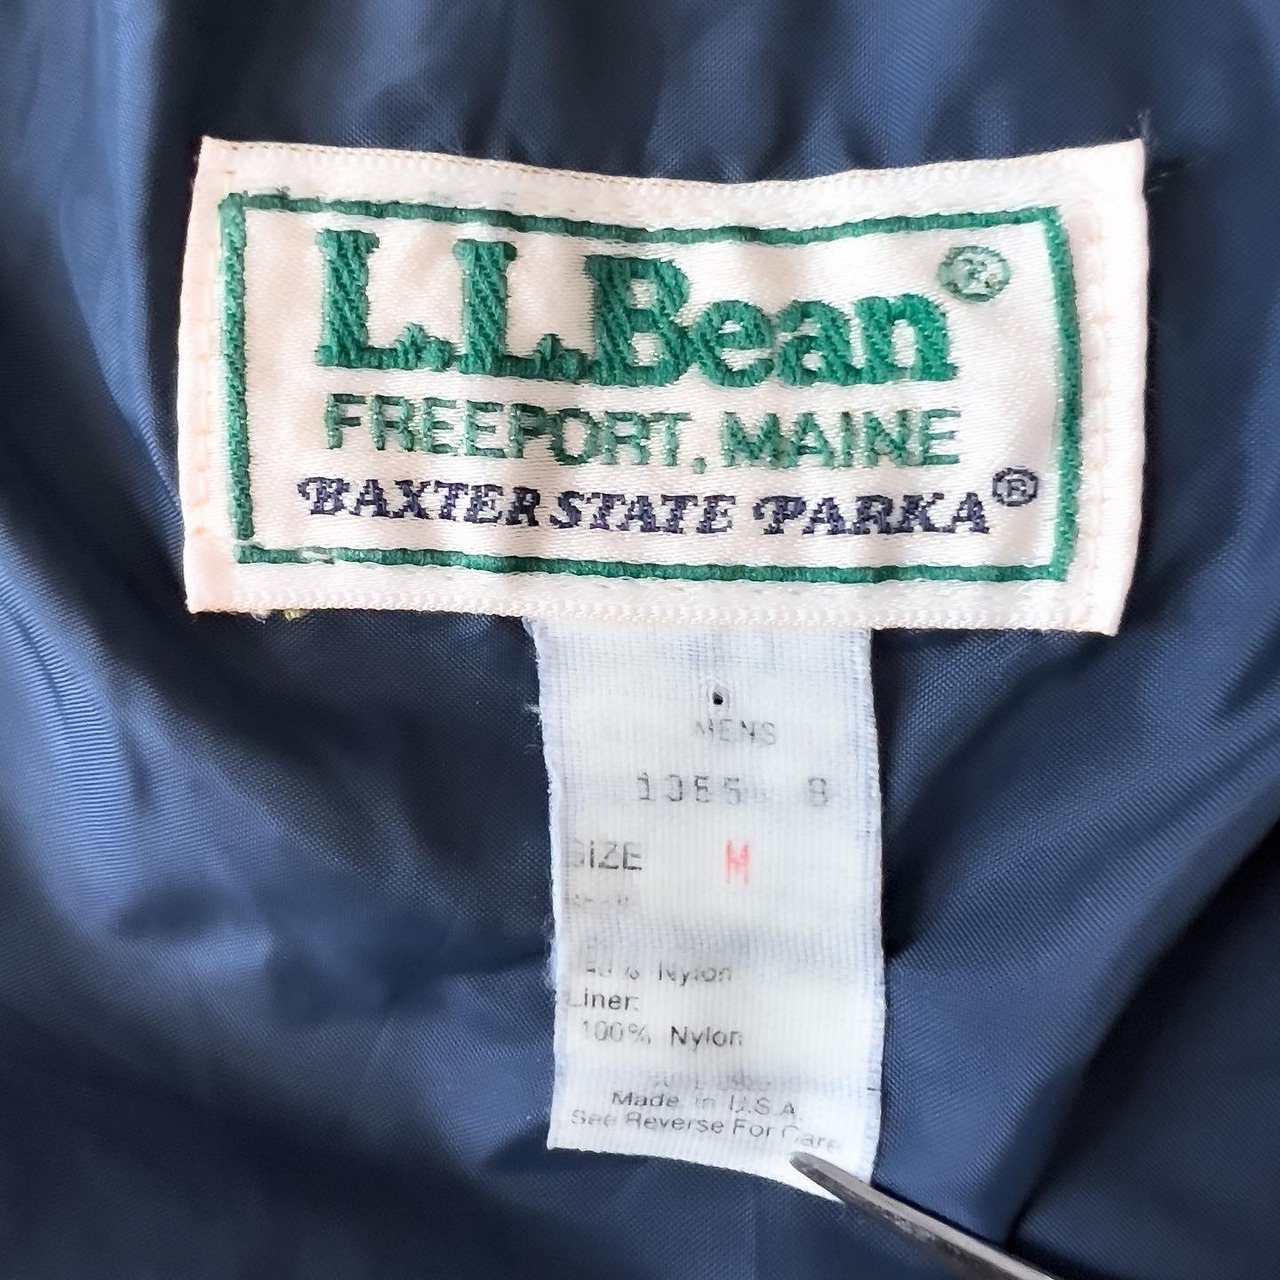 L.L.Bean®
FREEPORT, MAINE
BAXTER STATE PARKA®
MENS
SIZE M
% Nylon
Liner:
100% Nylon
Made in U.S.A.
See Reverse For Care